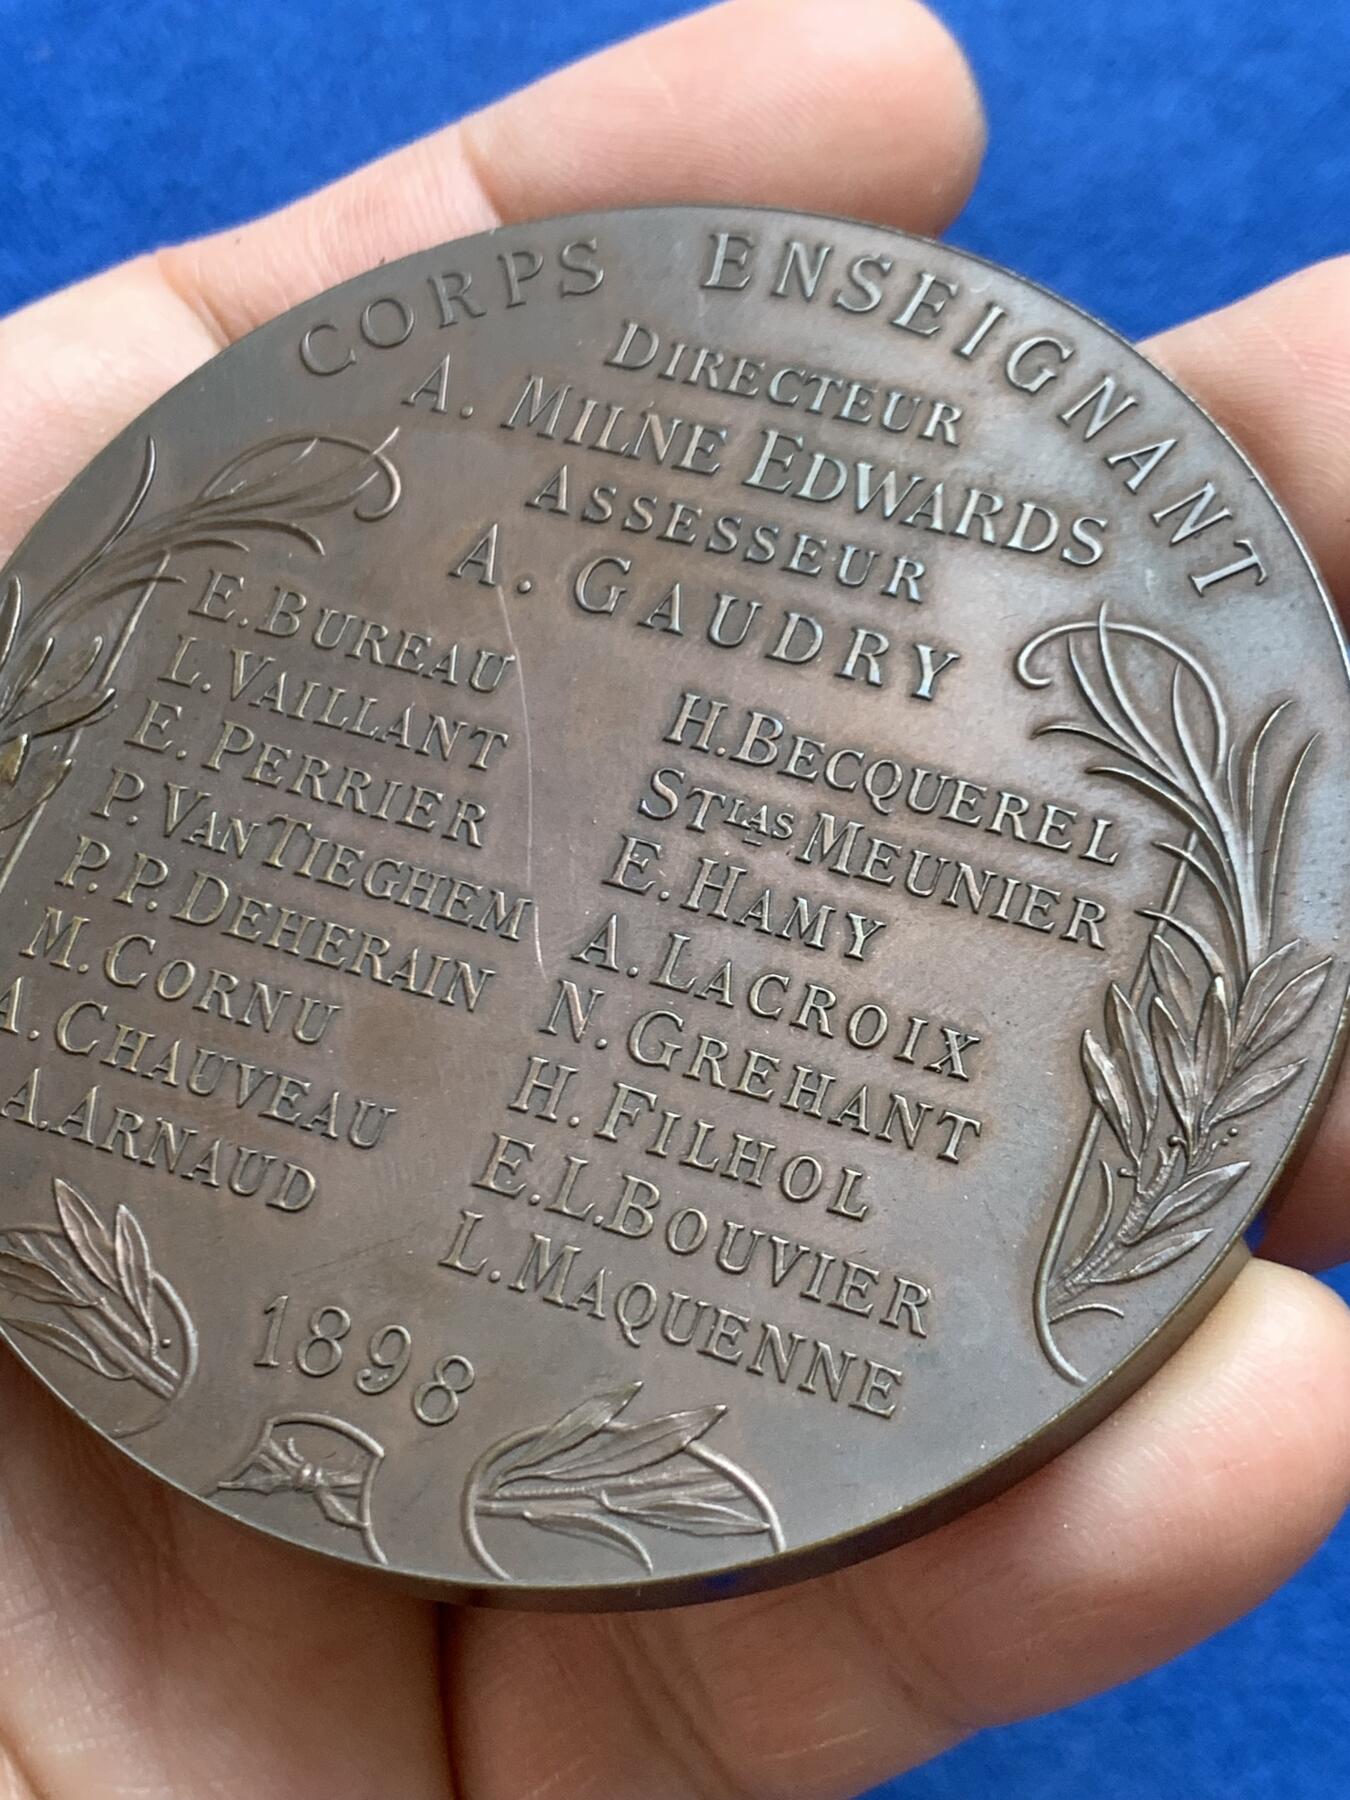 CORPS ENSEIGNANT
DIRECTEUR
A. MILNE EDWARDS
ASSESSEUR
A. GAUDRY
E. BUREAU
L. VAILLANT
E. PERRIER
P. VAN TIEGHEM
P. P. DEHERAIN
M. CORNU
A. CHAUVEAU
A. ARNAUD
H. BECQUEREL
STLAS MEUNIER
E. HAMY
A. LACROIX
N. GREHANT
H. FILHOL
E. L. BOUVIER
L. MAQUENNE
1898